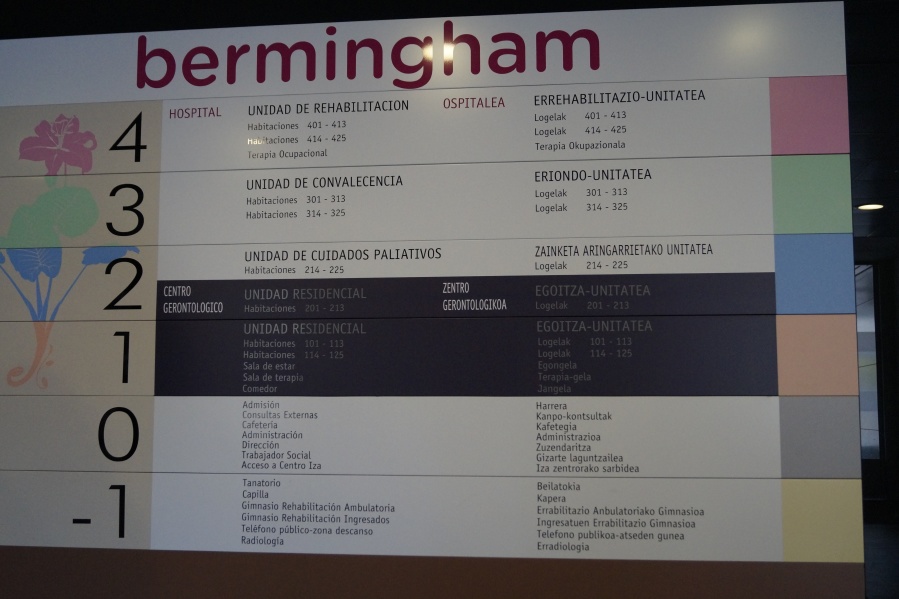 bermingham
4
HOSPITAL
UNIDAD DE REHABILITACION
Habitaciones 401 - 413
Habitaciones 414 - 425
Terapia Ocupacional
OSPITALEA
ERREHABILITAZIO-UNITATEA
Logelak 401 - 413
Logelak 414 - 425
Terapia Okupazionala
3
UNIDAD DE CONVALECENCIA
Habitaciones 301 - 313
Habitaciones 314 - 325
ERIONDO-UNITATEA
Logelak 301 - 313
Logelak 314 - 325
2
UNIDAD DE CUIDADOS PALIATIVOS
Habitaciones 214 - 225
ZAINKETA ARINGARRIETAKO UNITATEA
Logelak 214 - 225
CENTRO
GERONTOLOGICO
UNIDAD RESIDENCIAL
Habitaciones 201 - 213
ZENTRO
GERONTOLOGIKOA
EGOITZA-UNITATEA
Logelak 201 - 213
1
UNIDAD RESIDENCIAL
Habitaciones 101 - 113
Habitaciones 114 - 125
Sala de estar
Sala de terapia
Comedor
EGOITZA-UNITATEA
Logelak 101 - 113
Logelak 114 - 125
Egongela
Terapia-gela
Jangela
0
Admisión
Consultas Externas
Cafetería
Administración
Dirección
Trabajador Social
Acceso a Centro Iza
Harrera
Kanpo-kontsultak
Kafetegia
Administrazioa
Zuzendaritza
Gizarte laguntzailea
Iza zentrorako sarbidea
-1
Tanatorio
Capilla
Gimnasio Rehabilitación Ambulatoria
Gimnasio Rehabilitación Ingresados
Teléfono público-zona descanso
Radiología
Beilatokia
Kapera
Errabilitazio Anbulatoriako Gimnasioa
Ingresatuen Errabilitazio Gimnasioa
Telefono publikoa-atseden gunea
Erradiologia